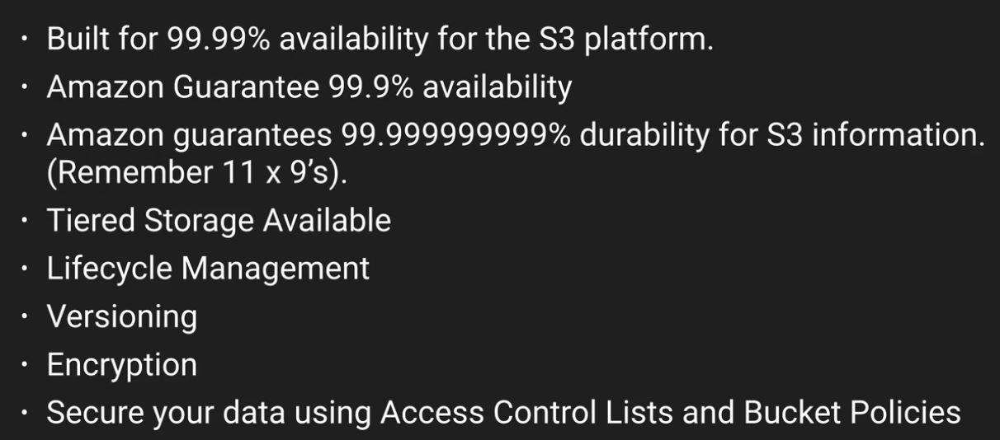 · Built for 99.99% availability for the S3 platform.
· Amazon Guarantee 99.9% availability
· Amazon guarantees 99.999999999% durability for S3 information.
(Remember 11 x 9’s).
· Tiered Storage Available
· Lifecycle Management
· Versioning
· Encryption
· Secure your data using Access Control Lists and Bucket Policies